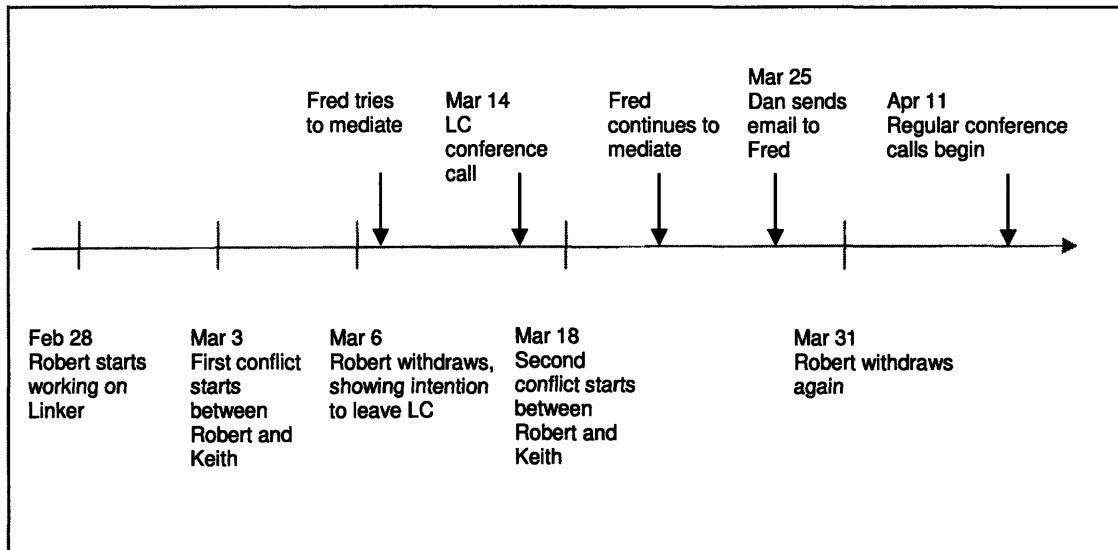 Fred tries
to mediate
Mar 14
LC
conference
call
Fred
continues to
mediate
Mar 25
Dan sends
email to
Fred
Apr 11
Regular conference
calls begin
Feb 28
Robert starts
working on
Linker
Mar 3
First conflict
starts
between
Robert and
Keith
Mar 6
Robert withdraws,
showing intention
to leave LC
Mar 18
Second
conflict starts
between
Robert and
Keith
Mar 31
Robert withdraws
again